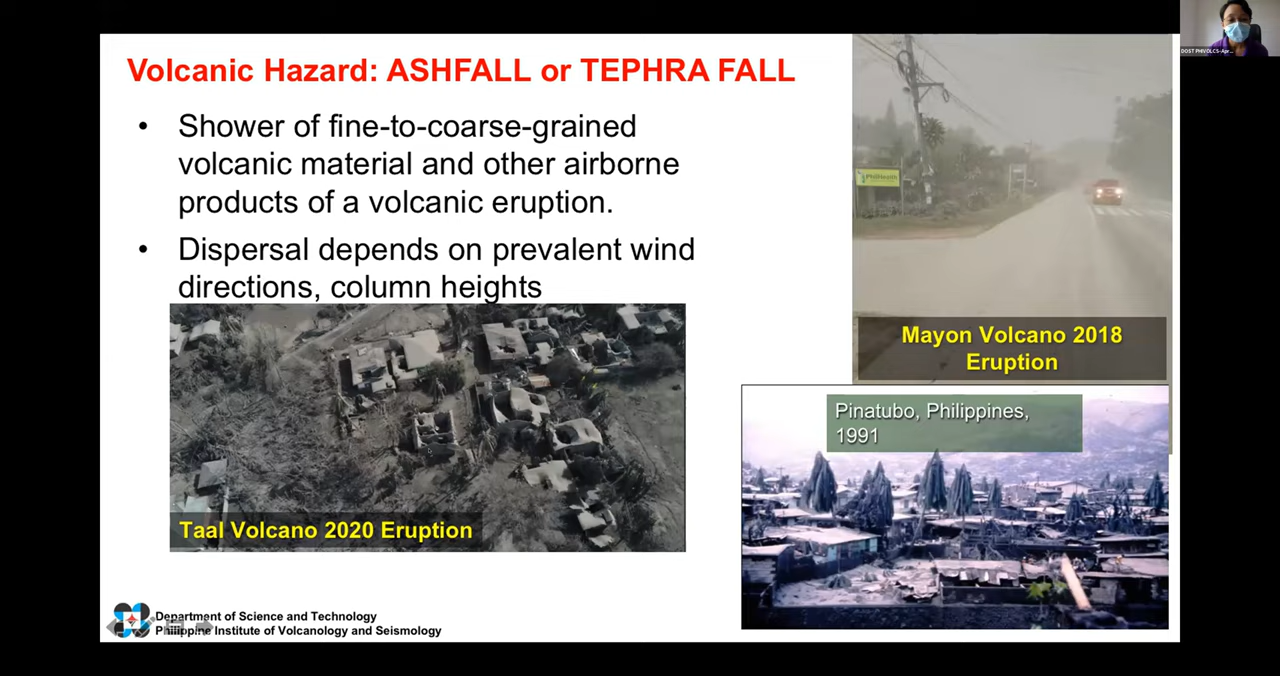 Volcanic Hazard: ASHFALL or TEPHRA FALL
• Shower of fine-to-coarse-grained
volcanic material and other airborne
products of a volcanic eruption.
• Dispersal depends on prevalent wind
directions, column heights
Taal Volcano 2020 Eruption
Mayon Volcano 2018
Eruption
Pinatubo, Philippines,
1991
Department of Science and Technology
Philippine Institute of Volcanology and Seismology
DOST PHIVOLCS-Apr...